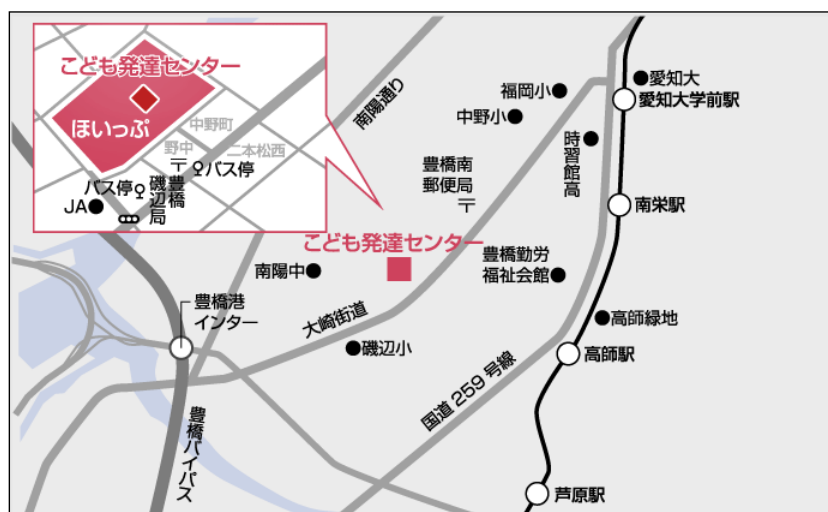 こども発達センター
ほいっぷ
中野町
野中
二本松西
〒
バス停
バス停
豊橋
磯辺局
JA
南陽通り
福岡小
中野小
愛知大
愛知大学前駅
時習館高
豊橋南
郵便局
〒
南栄駅
こども発達センター
南陽中
豊橋勤労
福祉会館
豊橋港
インター
大崎街道
磯辺小
高師緑地
高師駅
国道259号線
豊橋バイパス
芦原駅